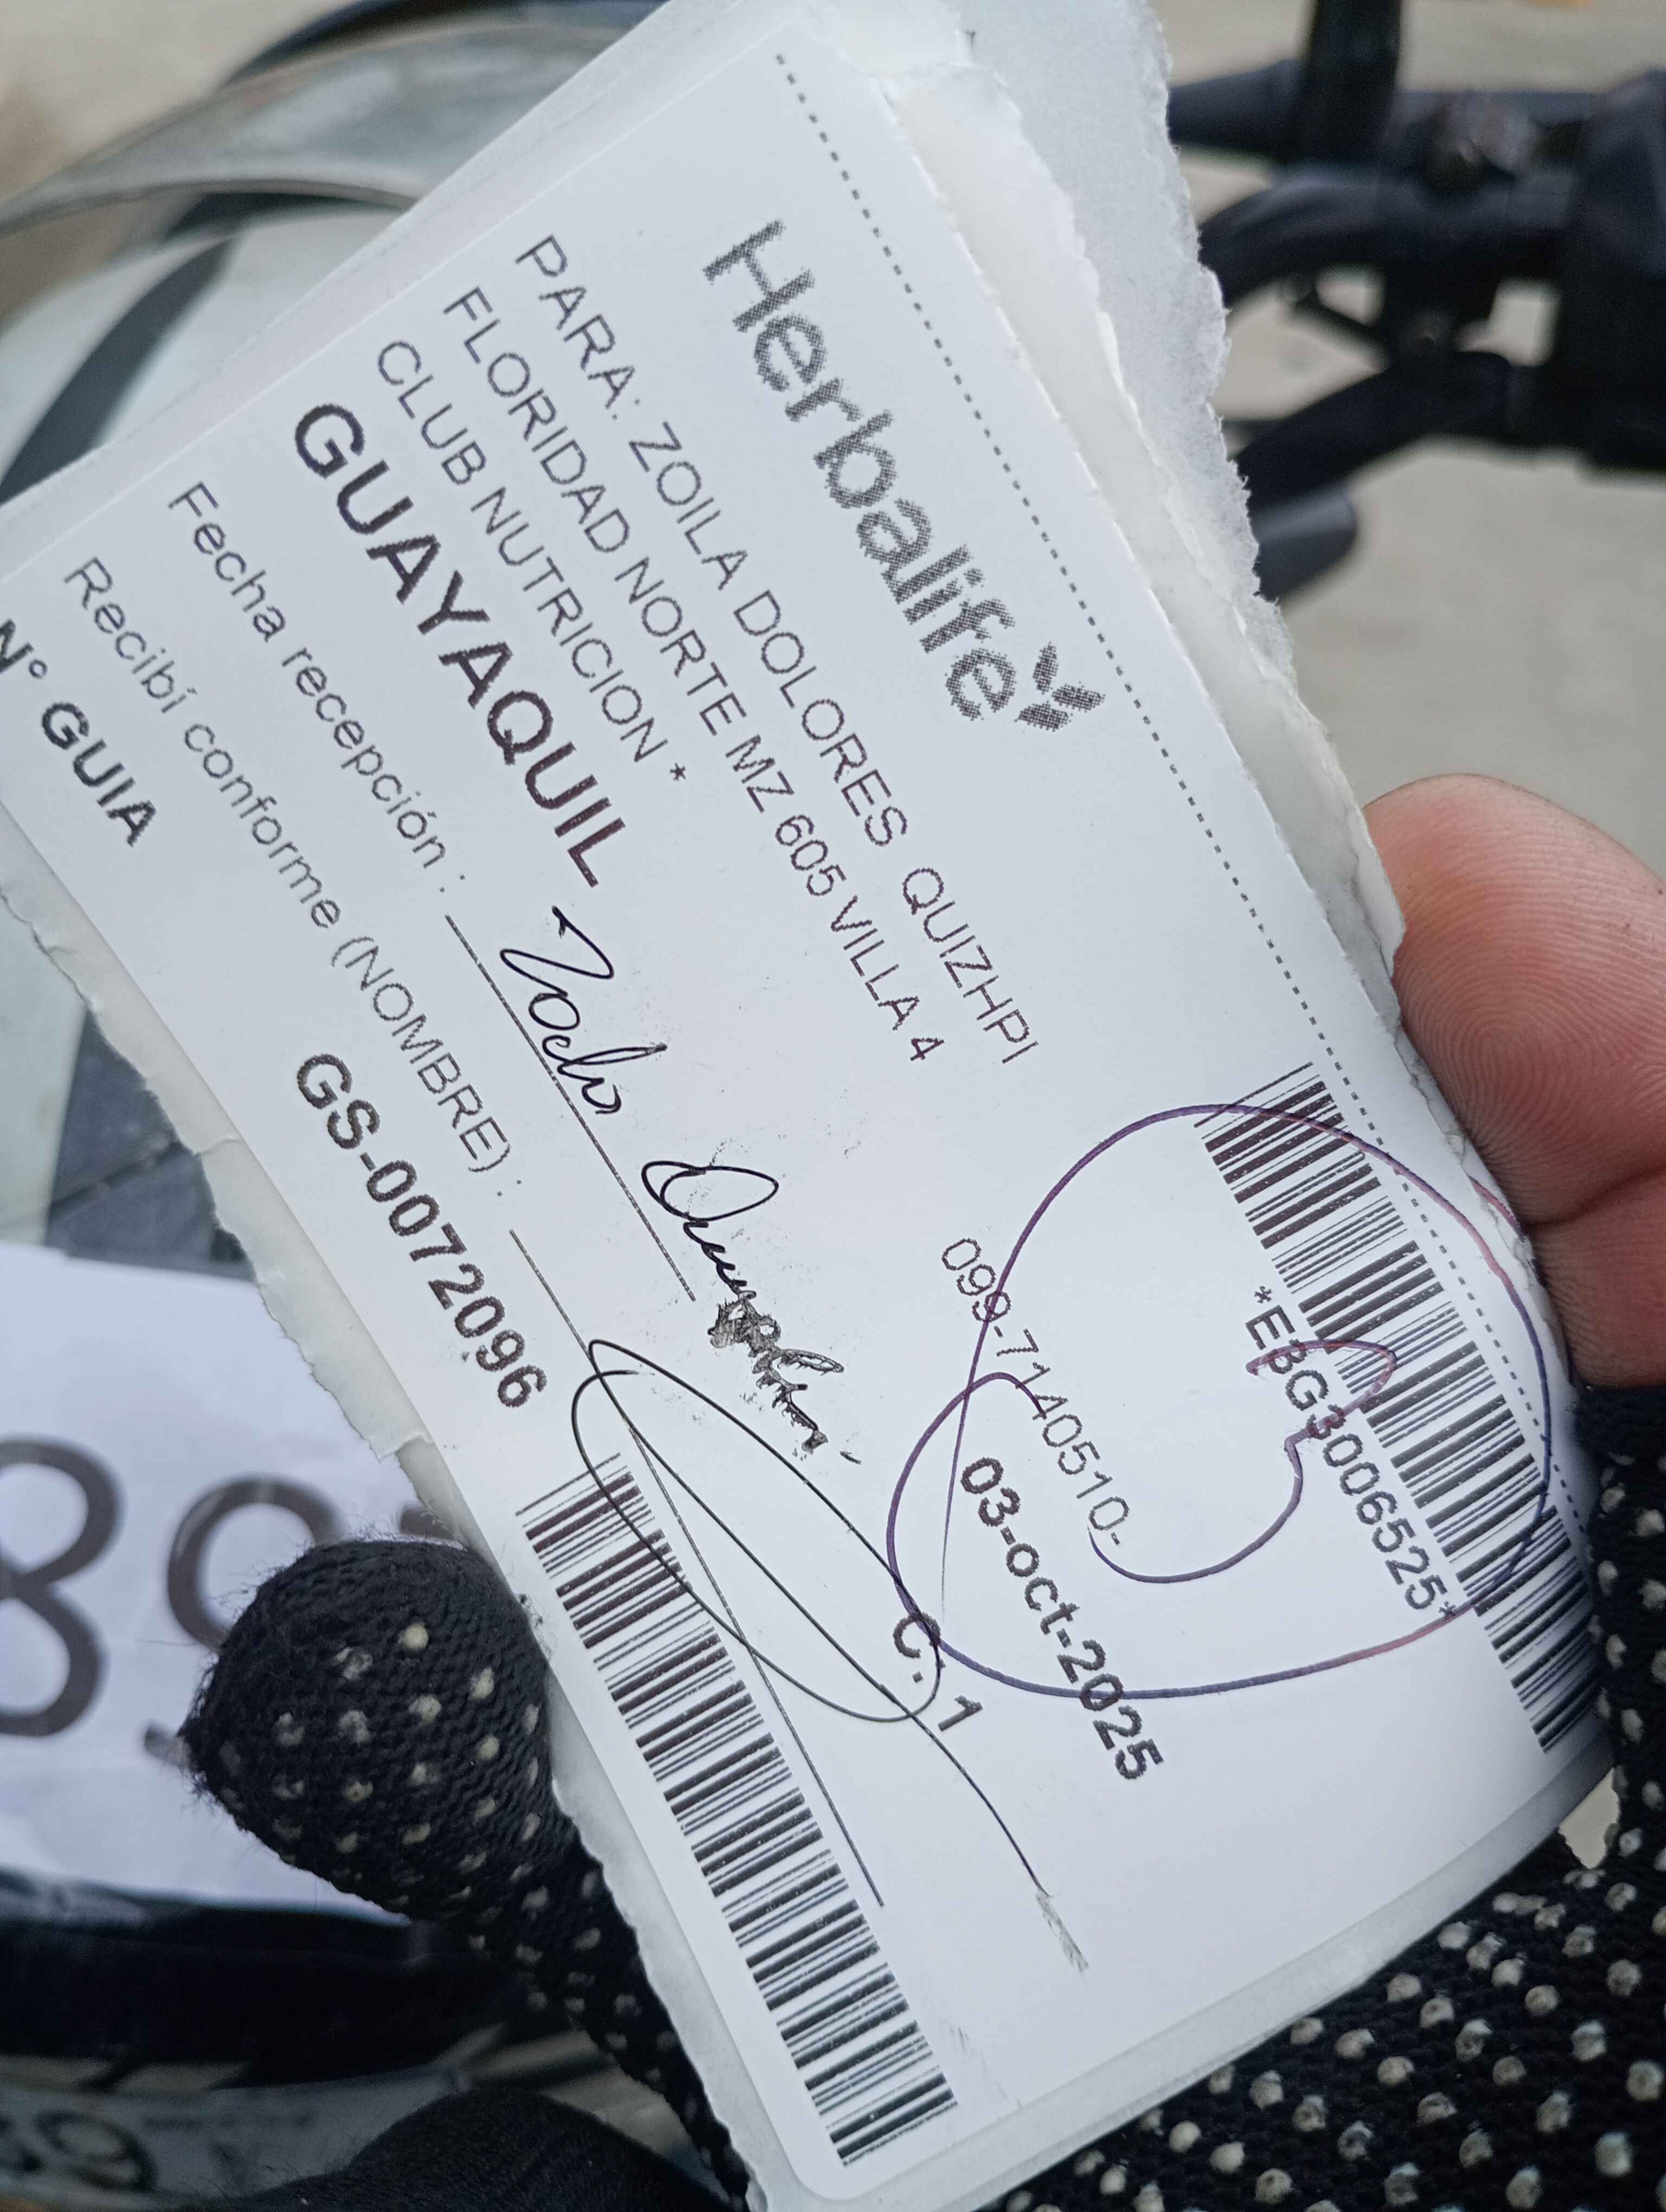 Herbalife
*EBG3006525*
PARA: ZOILA DOLORES QUIZHPI
FLORIDAD NORTE MZ 605 VILLA 4
099-7140510-
CLUB NUTRICION *
03-oct-2025
GUAYAQUIL
C. 1
Fecha recepción :
Recibí conforme (NOMBRE) :
N° GUIA
GS-0072096